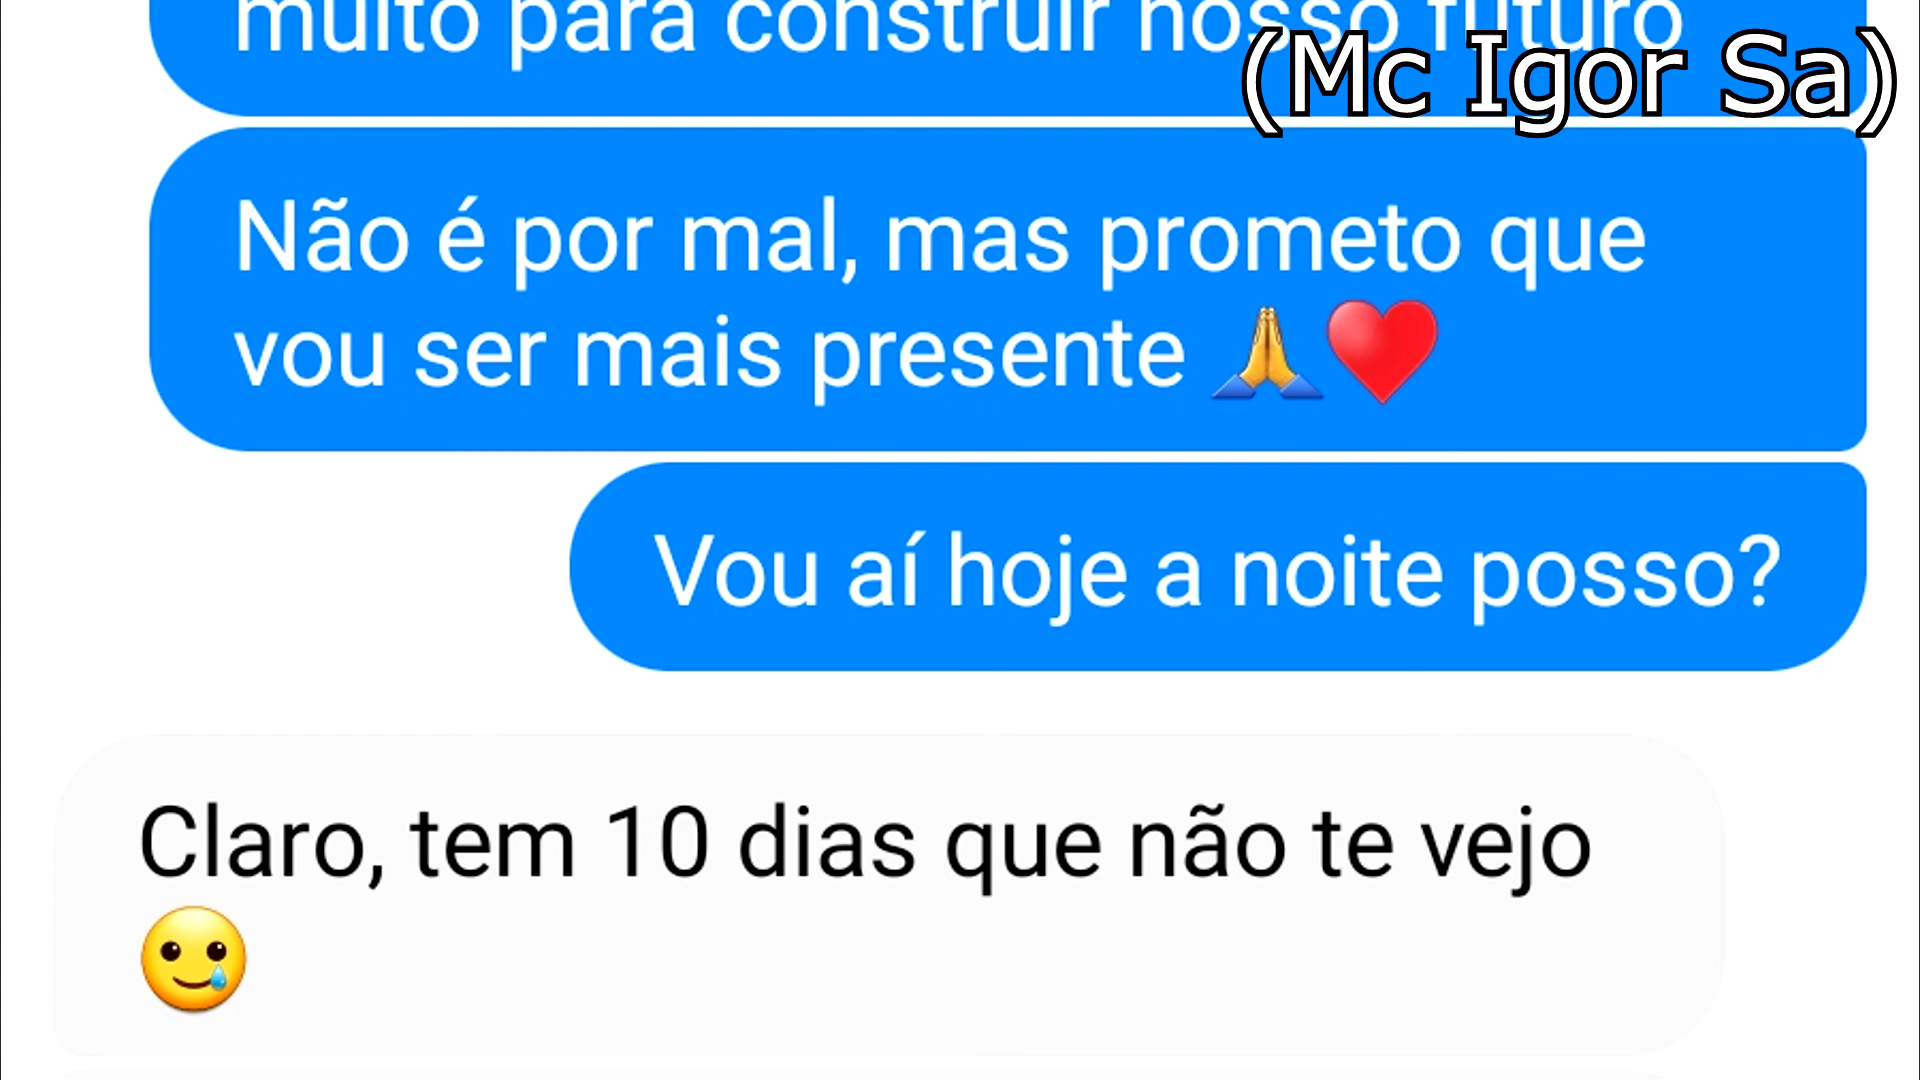 muito para construir nosso futuro
(Mc Igor Sa)
Não é por mal, mas prometo que
vou ser mais presente 🙏♥️
Vou aí hoje a noite posso?
Claro, tem 10 dias que não te vejo
🥲